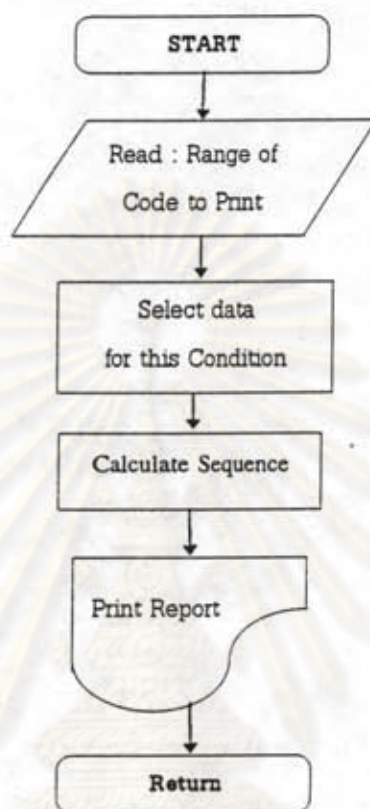 START
Read : Range of
Code to Print
Select data
for this Condition
Calculate Sequence
Print Report
Return